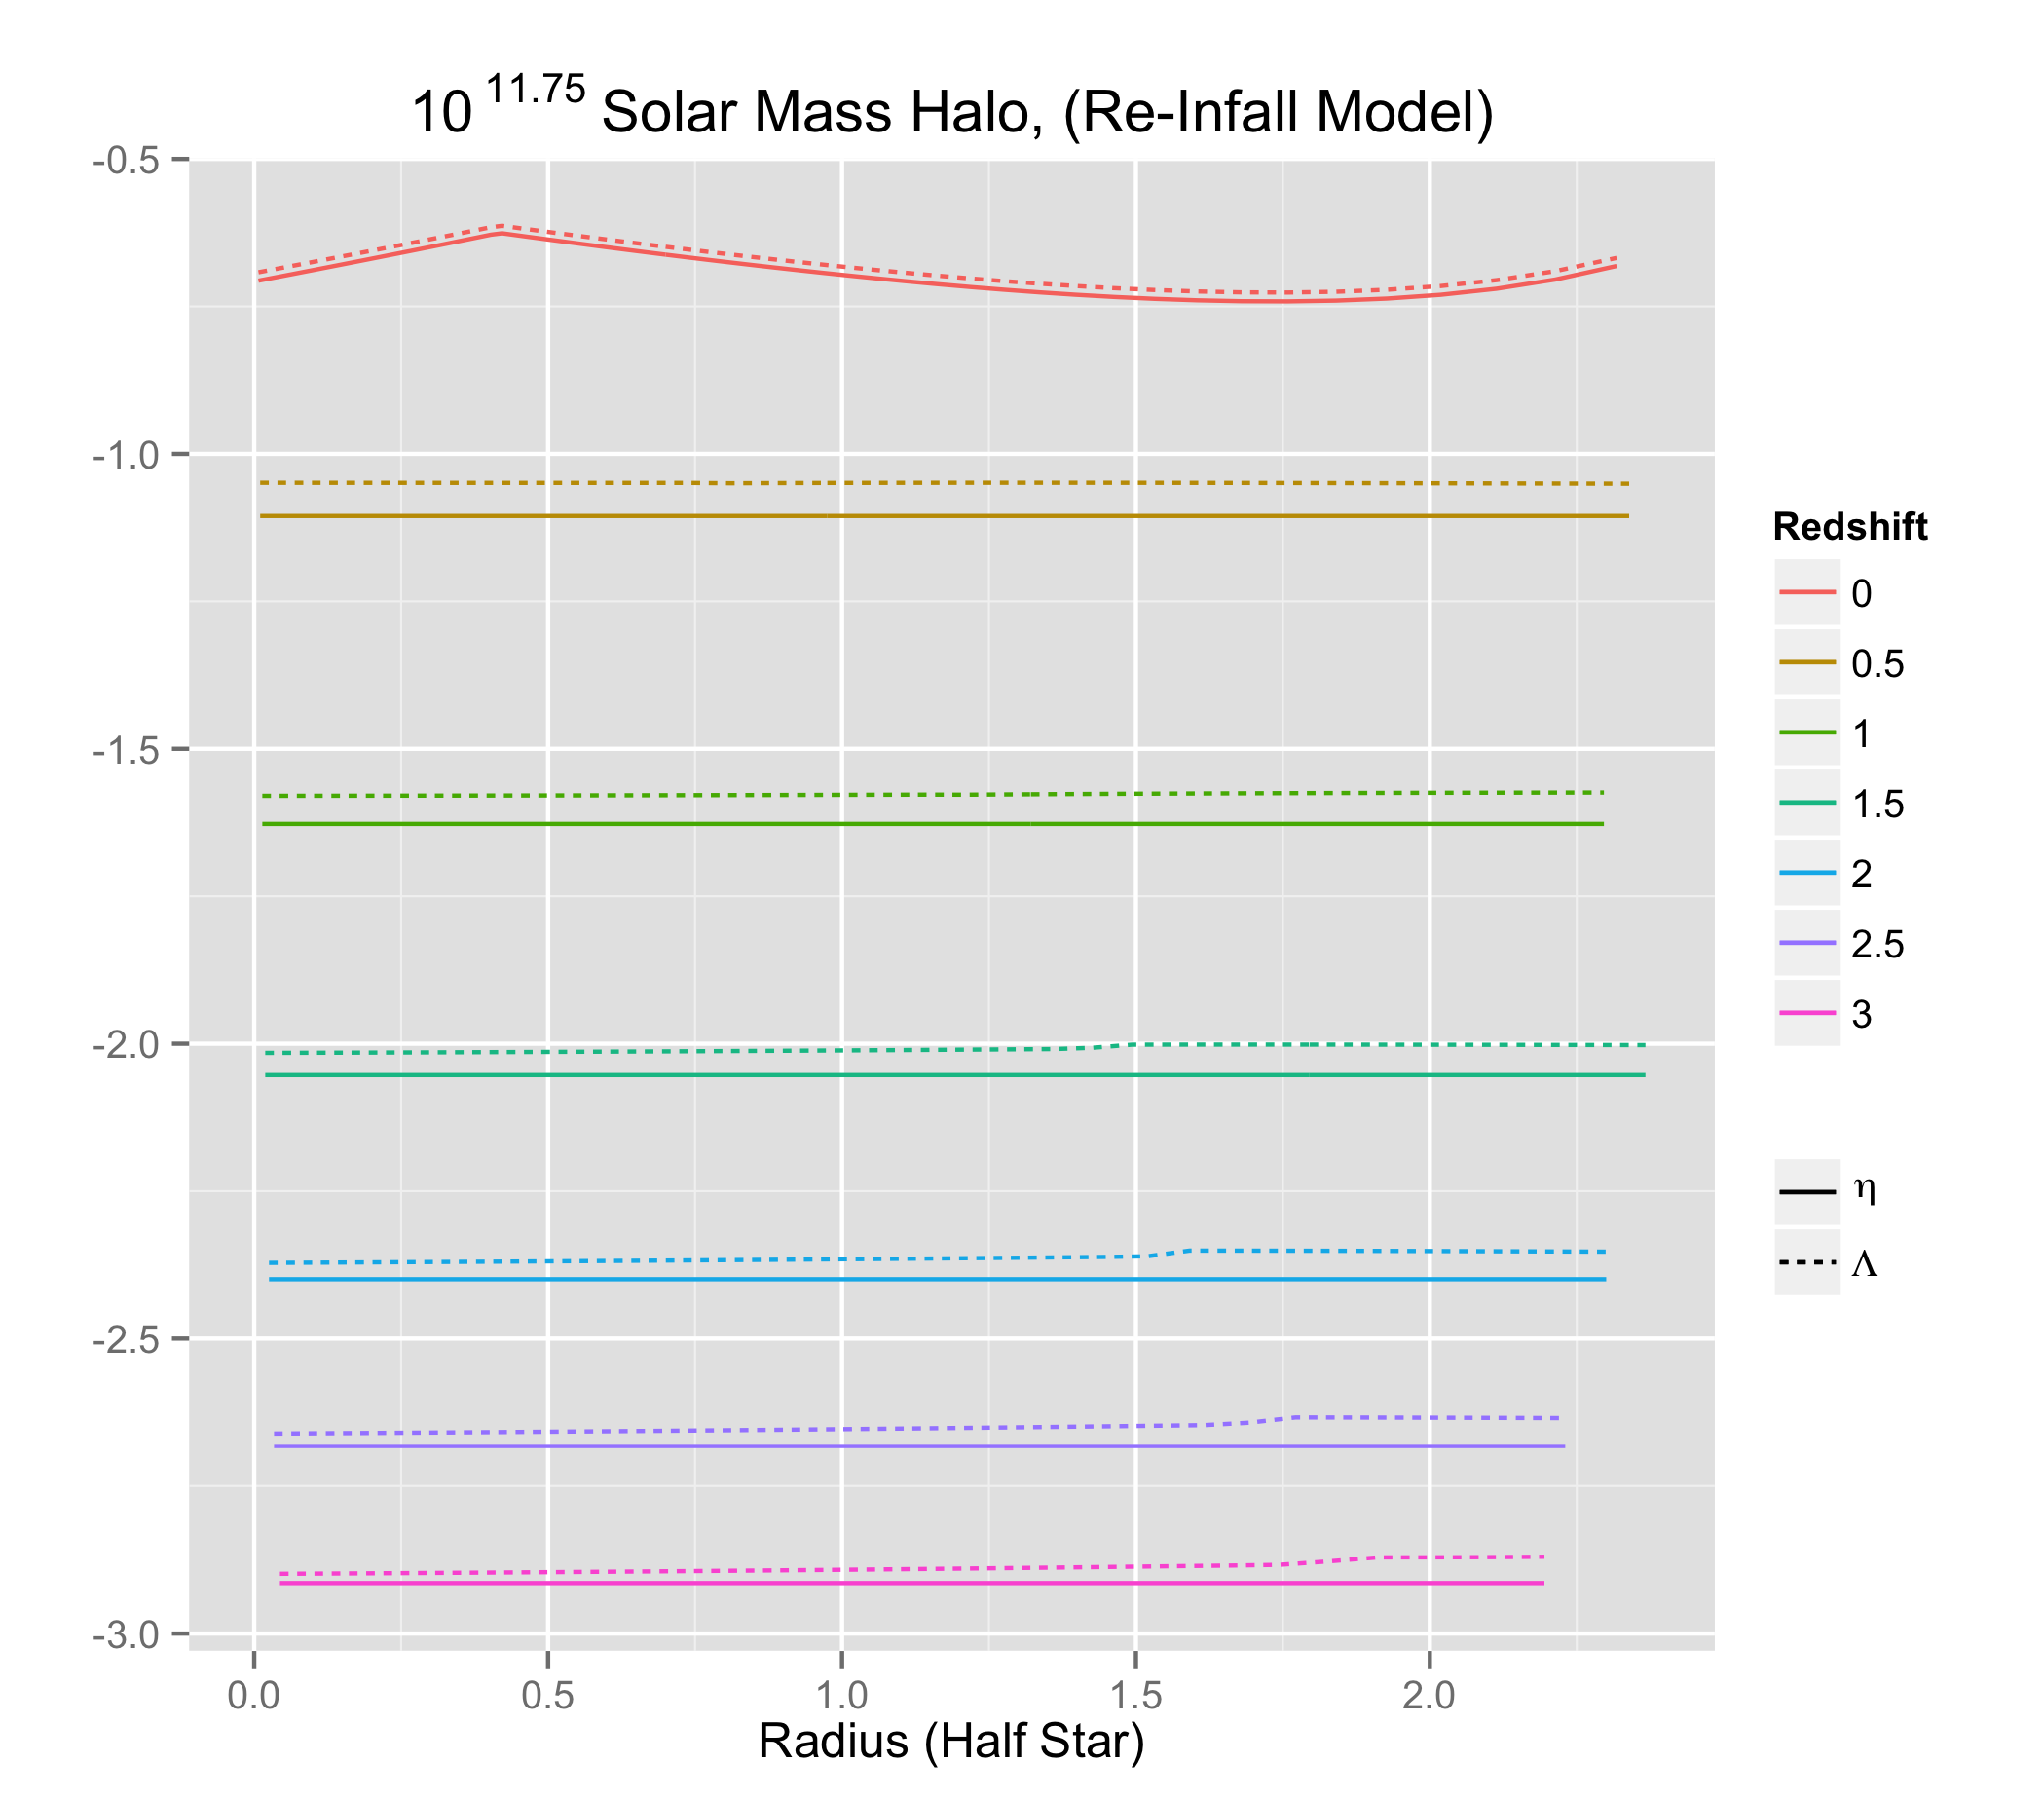 10 11.75 Solar Mass Halo, (Re-Infall Model)
-0.5
-1.0
-1.5
-2.0
-2.5
-3.0
0.0 0.5 1.0 1.5 2.0
Radius (Half Star)
Redshift
0
0.5
1
1.5
2
2.5
3
η
Λ